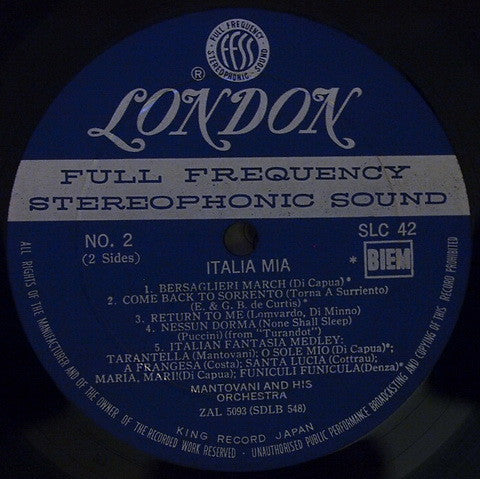 FULL FREQUENCY
FFSS
STEREOPHONIC SOUND
®
LONDON
FULL FREQUENCY
STEREOPHONIC SOUND
NO. 2
SLC 42
(2 Sides)
ITALIA MIA
* BIEM
1. BERSAGLIERI MARCH (Di Capua)*
2. COME BACK TO SORRENTO (Torna A Surriento)
(E. & G. B. de Curtis)*
3. RETURN TO ME (Lomvardo, Di Minno)
4. NESSUN DORMA (None Shall Sleep)
(Puccini) (from "Turandot")
5. ITALIAN FANTASIA MEDLEY:
TARANTELLA (Mantovani); O SOLE MIO (Di Capua)*
A FRANGESA (Costa); SANTA LUCIA (Cottrau);
MARIA, MARH(Di Capua); FUNICULI FUNICULA(Denza)*
MANTOVANI AND HIS
ORCHESTRA
ZAL 5093 (SDLB 548)
KING RECORD JAPAN
ALL RIGHTS OF THE MANUFACTURER AND OF THE OWNER OF THE RECORDED WORK RESERVED — UNAUTHORISED PUBLIC PERFORMANCE BROADCASTING AND COPYING OF THIS RECORD PROHIBITED